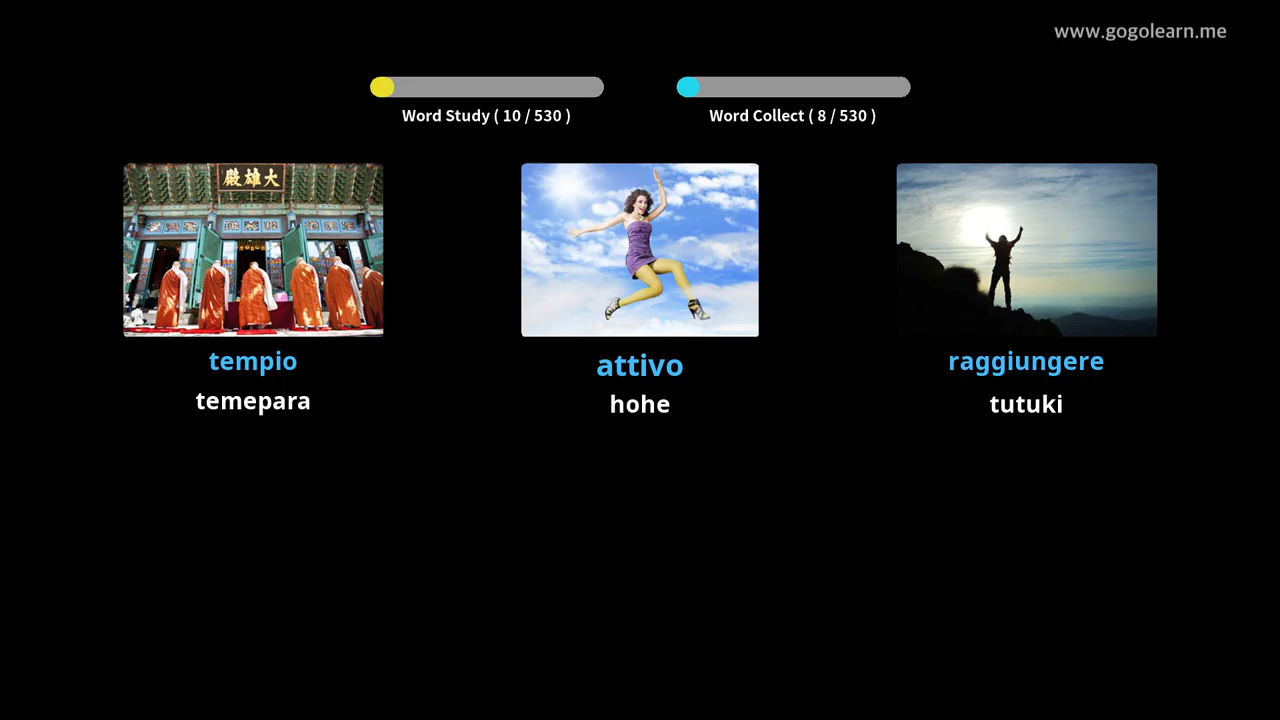 www.gogolearn.me
Word Study ( 10 / 530 )
Word Collect ( 8 / 530 )
殿雄大
tempio
attivo
raggiungere
temepara
hohe
tutuki